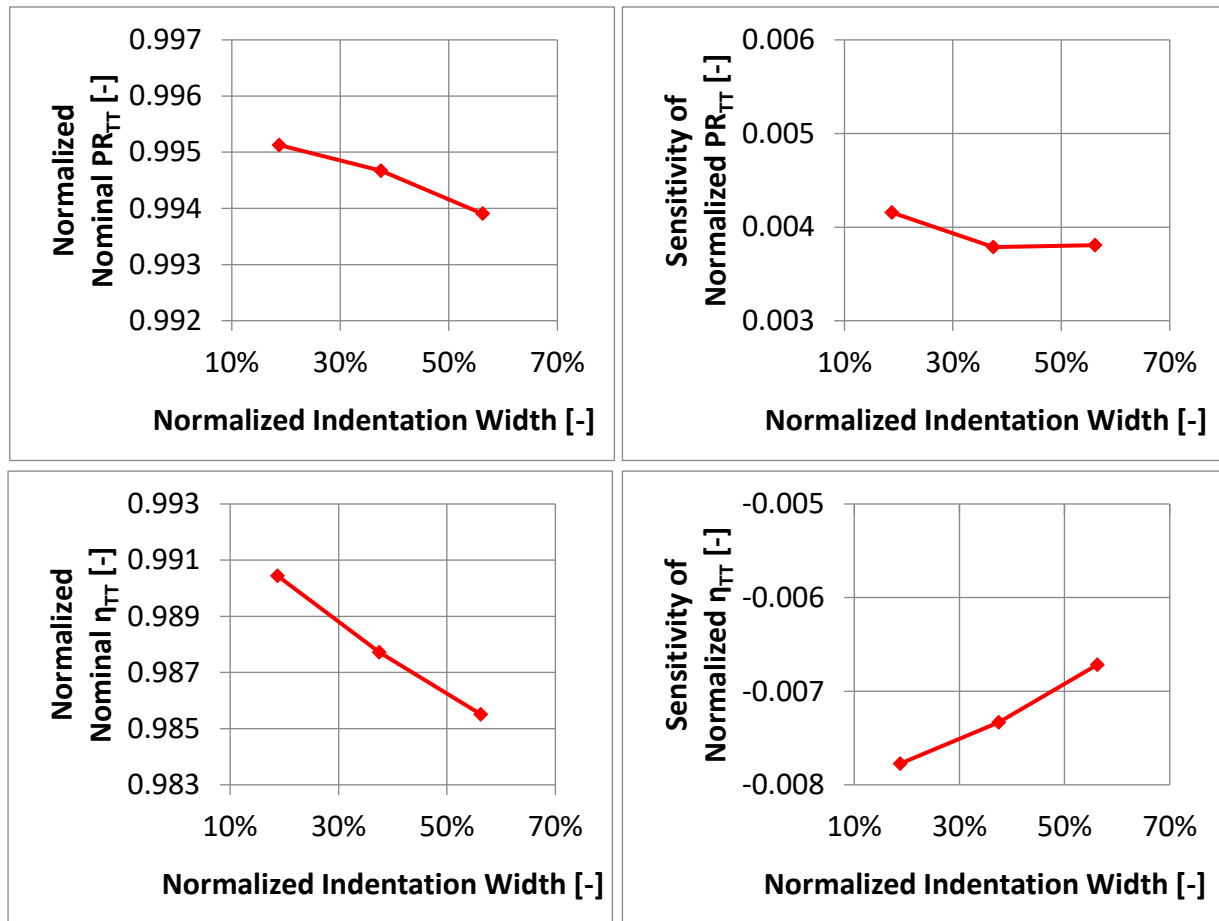 Normalized
Nominal PR_TT [-]
0.997
0.996
0.995
0.994
0.993
0.992
10% 30% 50% 70%
Normalized Indentation Width [-]
Sensitivity of
Normalized PR_TT [-]
0.006
0.005
0.004
0.003
10% 30% 50% 70%
Normalized Indentation Width [-]
Normalized
Nominal η_TT [-]
0.993
0.991
0.989
0.987
0.985
0.983
10% 30% 50% 70%
Normalized Indentation Width [-]
Sensitivity of
Normalized η_TT [-]
-0.005
-0.006
-0.007
-0.008
10% 30% 50% 70%
Normalized Indentation Width [-]